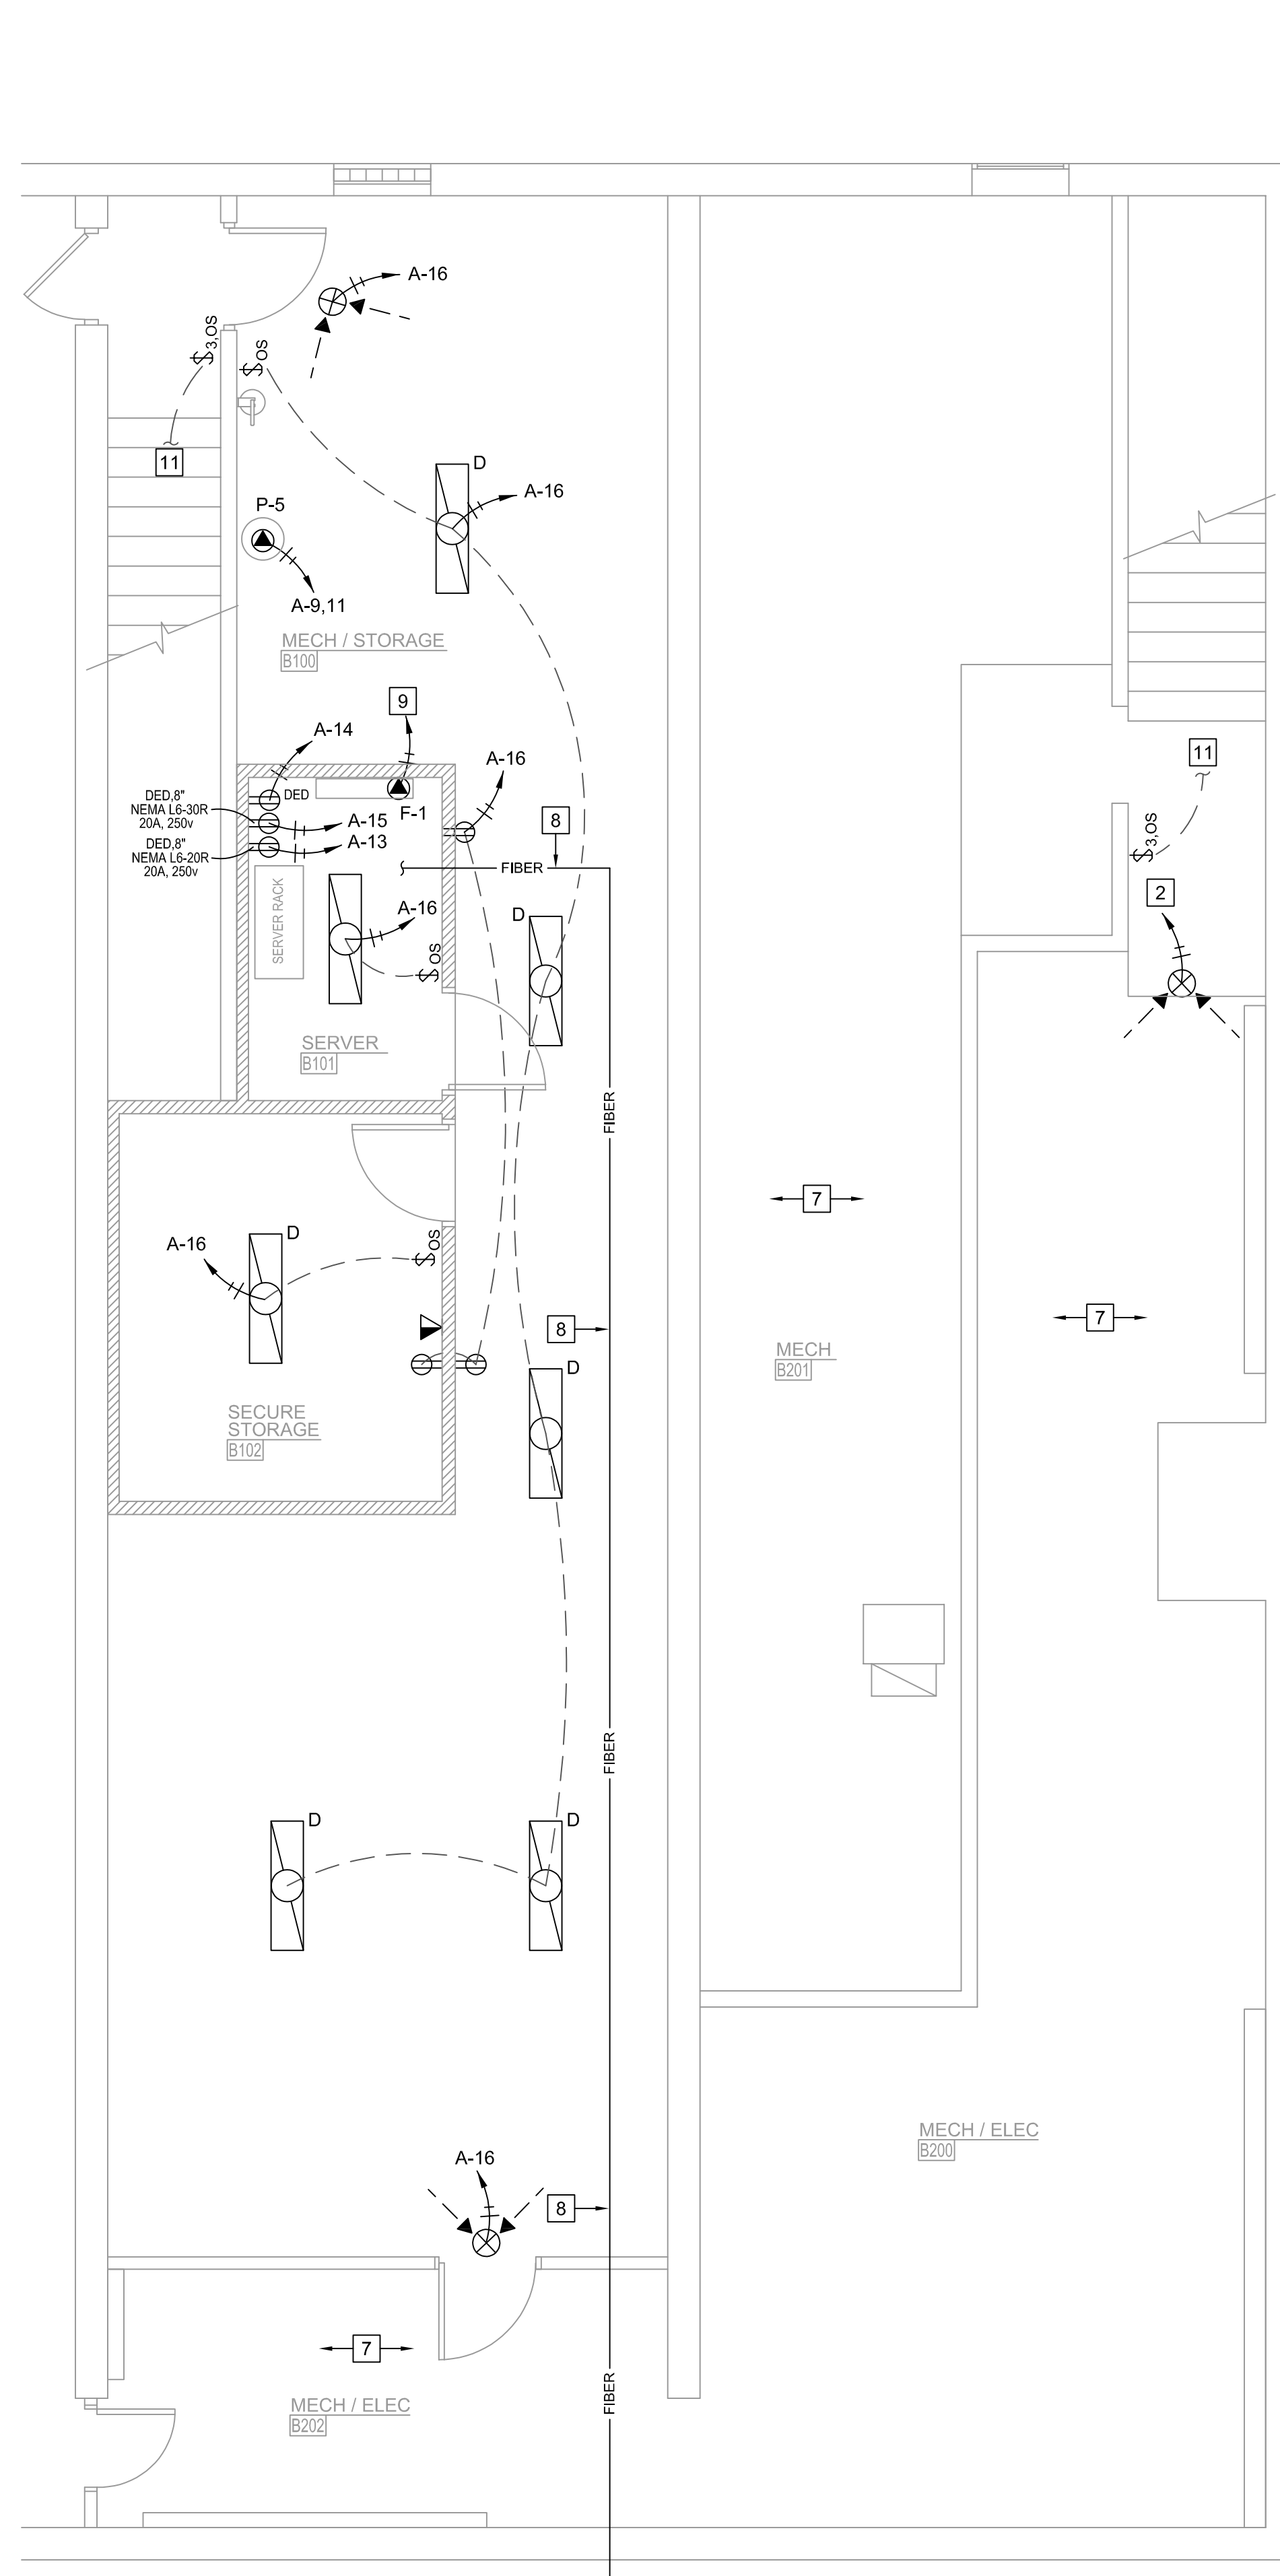 A-16
3,OS
OS
11
D
A-16
P-5
A-9,11
MECH / STORAGE
B100
9
A-14
A-16
DED,8"
NEMA L6-30R
20A, 250v
DED
F-1
A-15
DED,8"
NEMA L6-20R
20A, 250v
A-13
8
FIBER
11
3,OS
2
SERVER RACK
A-16
OS
D
SERVER
B101
FIBER
7
A-16
D
OS
7
8
MECH
B201
D
SECURE
STORAGE
B102
FIBER
D
D
MECH / ELEC
B200
A-16
8
7
FIBER
MECH / ELEC
B202